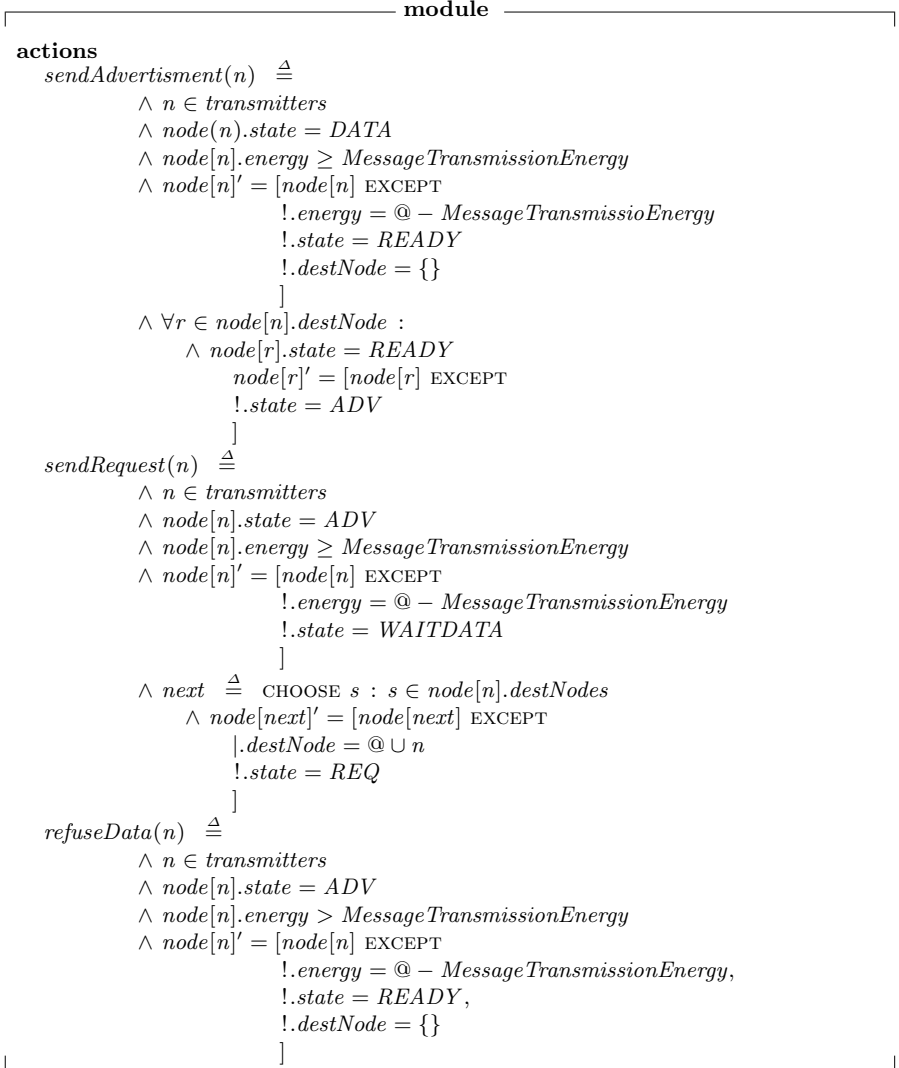 module
actions
sendAdvertisment(n) ≜
∧ n ∈ transmitters
∧ node(n).state = DATA
∧ node[n].energy ≥ MessageTransmissionEnergy
∧ node[n]′ = [node[n] EXCEPT
!.energy = @ − MessageTransmissioEnergy
!.state = READY
!.destNode = {}
]
∧ ∀r ∈ node[n].destNode :
∧ node[r].state = READY
node[r]′ = [node[r] EXCEPT
!.state = ADV
]
sendRequest(n) ≜
∧ n ∈ transmitters
∧ node[n].state = ADV
∧ node[n].energy ≥ MessageTransmissionEnergy
∧ node[n]′ = [node[n] EXCEPT
!.energy = @ − MessageTransmissionEnergy
!.state = WAITDATA
]
∧ next ≜ CHOOSE s : s ∈ node[n].destNodes
∧ node[next]′ = [node[next] EXCEPT
|.destNode = @ ∪ n
!.state = REQ
]
refuseData(n) ≜
∧ n ∈ transmitters
∧ node[n].state = ADV
∧ node[n].energy > MessageTransmissionEnergy
∧ node[n]′ = [node[n] EXCEPT
!.energy = @ − MessageTransmissionEnergy,
!.state = READY,
!.destNode = {}
]